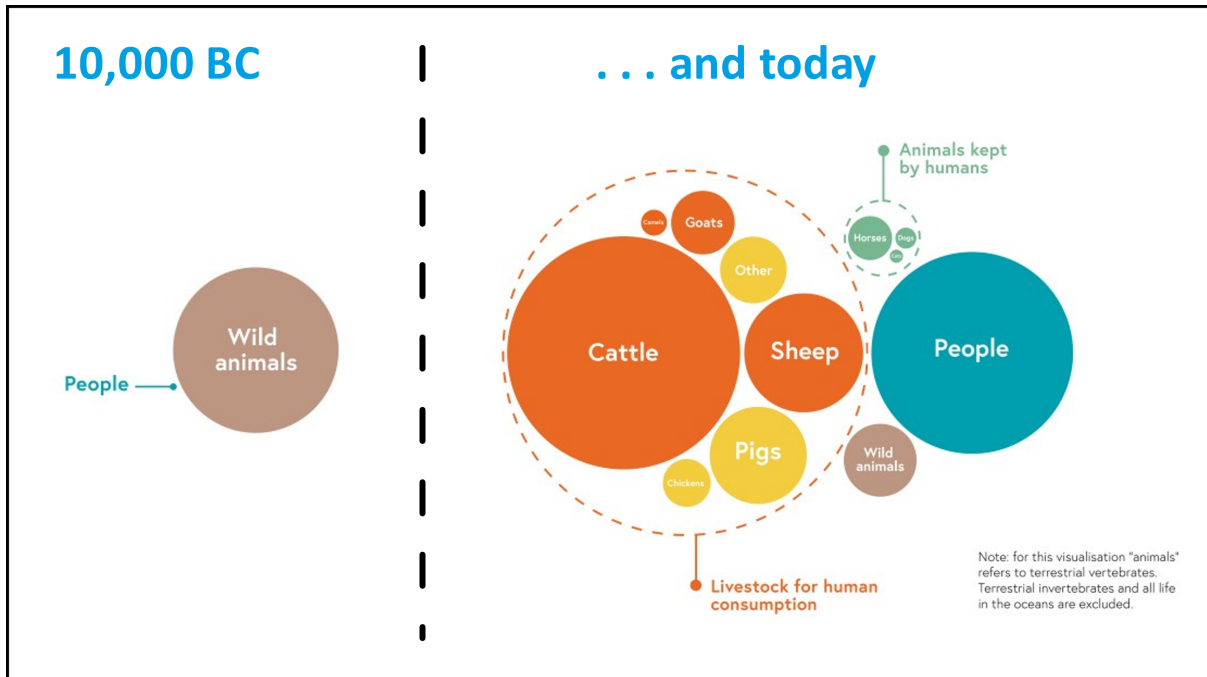 10,000 BC
. . . and today
People
Wild
animals
Animals kept
by humans
Camels
Goats
Horses
Dogs
Cats
Other
Cattle
Sheep
People
Pigs
Wild
animals
Chickens
Livestock for human
consumption
Note: for this visualisation "animals"
refers to terrestrial vertebrates.
Terrestrial invertebrates and all life
in the oceans are excluded.